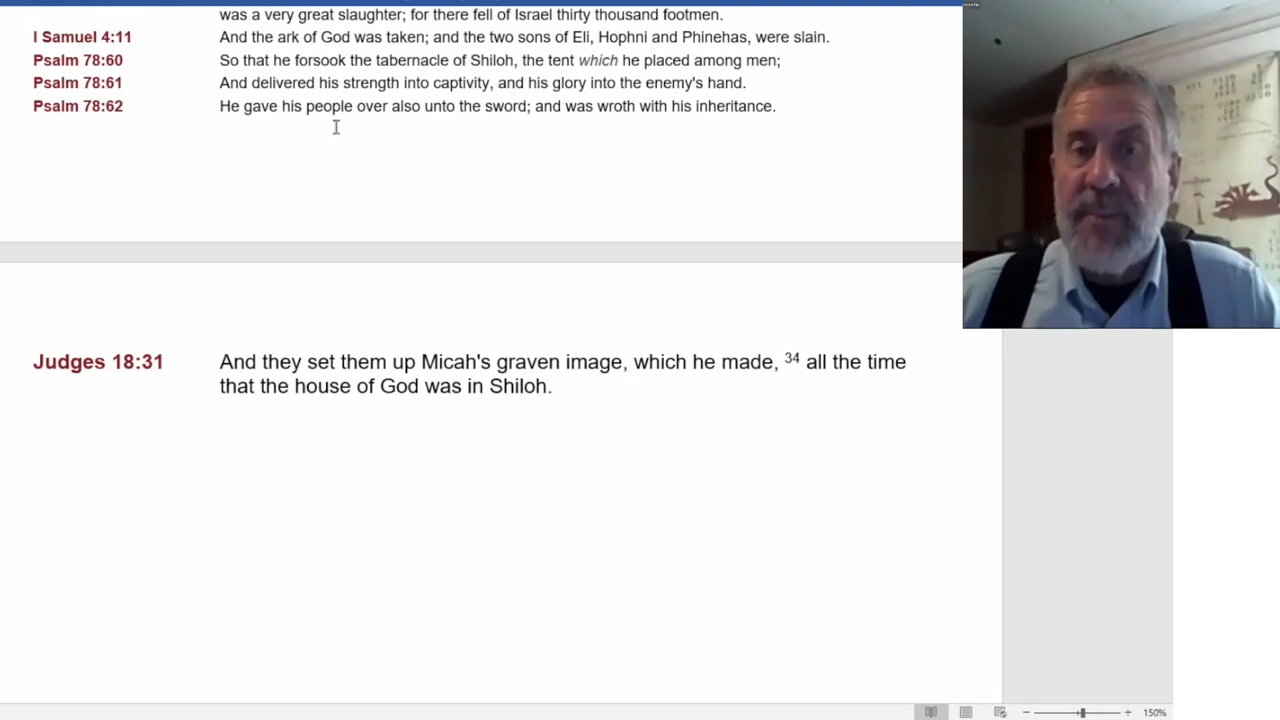 was a very great slaughter; for there fell of Israel thirty thousand footmen.
I Samuel 4:11 And the ark of God was taken; and the two sons of Eli, Hophni and Phinehas, were slain.
Psalm 78:60 So that he forsook the tabernacle of Shiloh, the tent which he placed among men;
Psalm 78:61 And delivered his strength into captivity, and his glory into the enemy's hand.
Psalm 78:62 He gave his people over also unto the sword; and was wroth with his inheritance.
Judges 18:31 And they set them up Micah's graven image, which he made, 34 all the time
that the house of God was in Shiloh.
150%